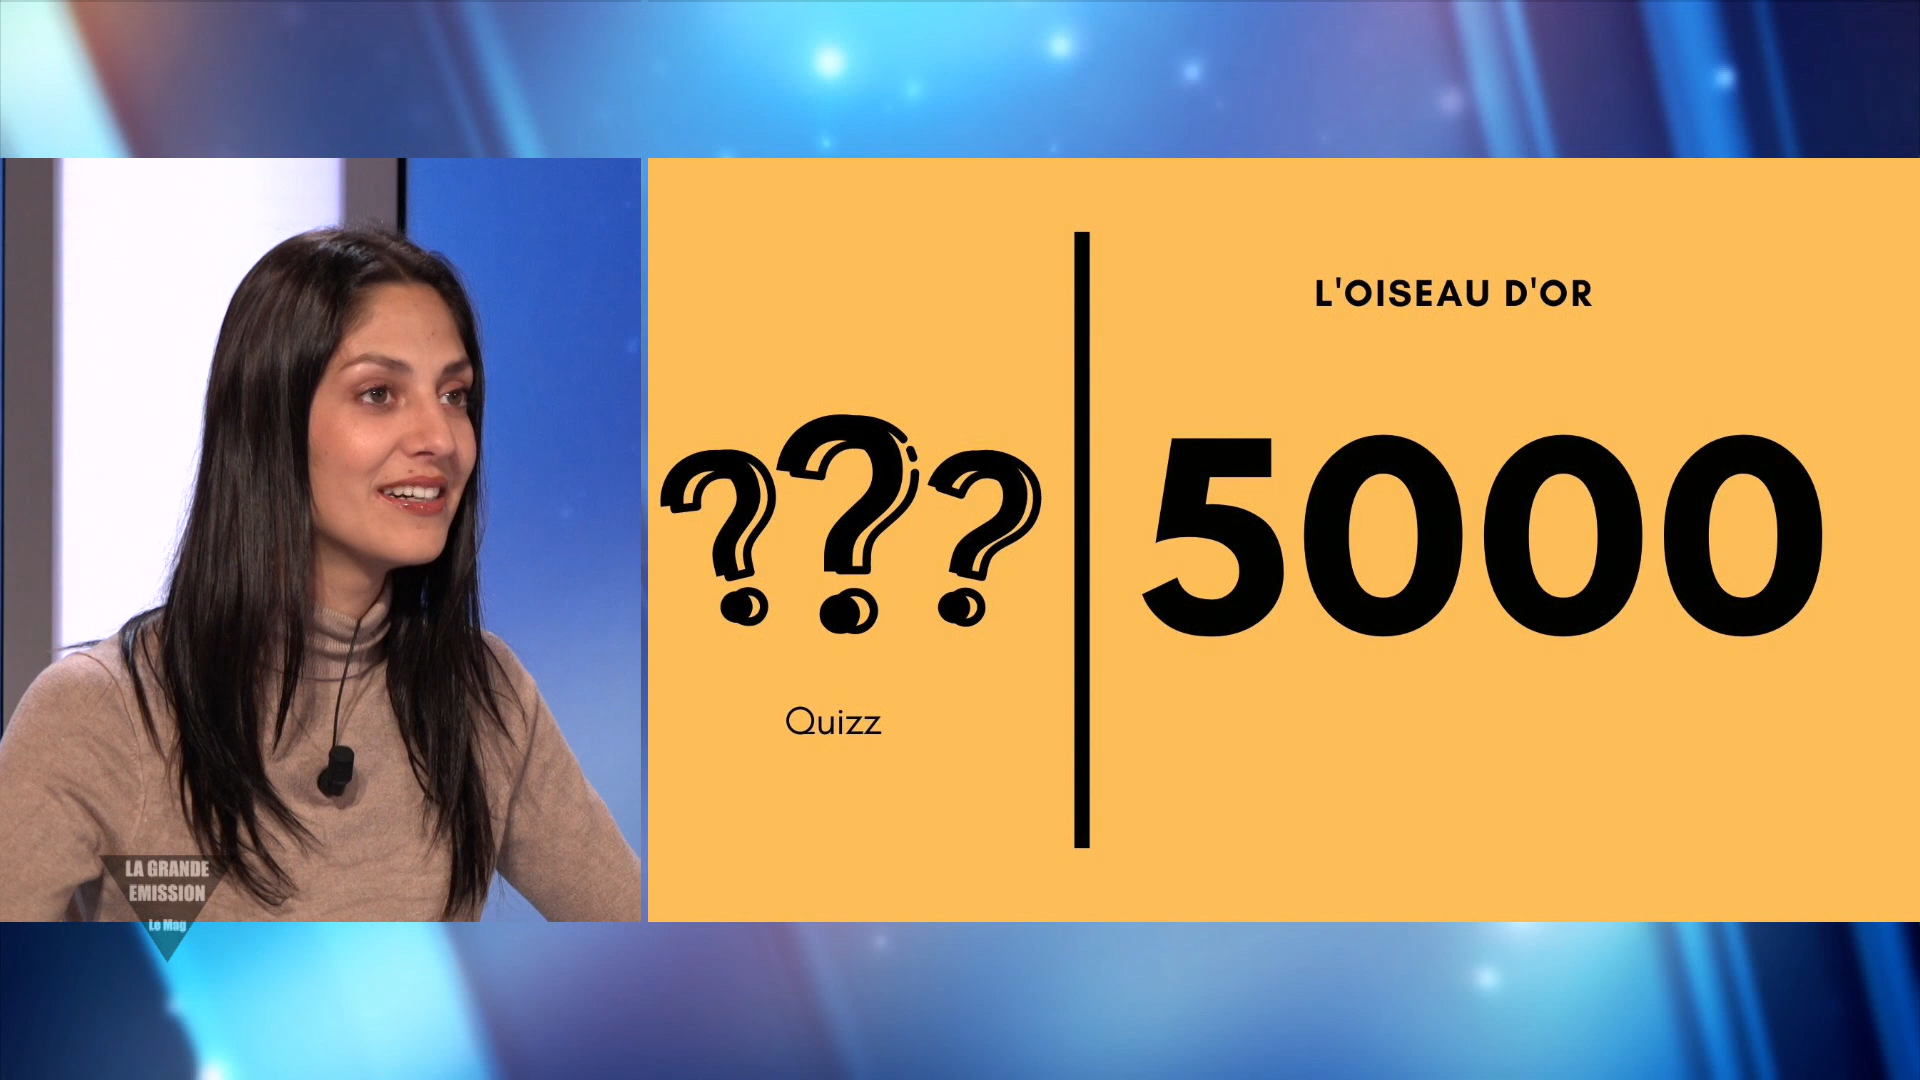 L'OISEAU D'OR
???
5000
Quizz
LA GRANDE
EMISSION
Le Mag